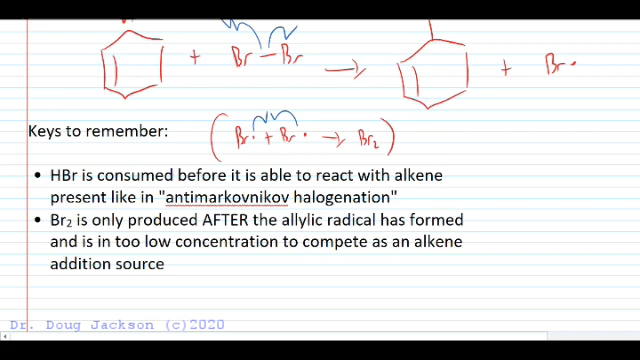 + Br — Br → + Br •
Keys to remember: ( Br • + Br • → Br₂ )
• HBr is consumed before it is able to react with alkene
present like in "antimarkovnikov halogenation"
• Br₂ is only produced AFTER the allylic radical has formed
and is in too low concentration to compete as an alkene
addition source
Dr. Doug Jackson (c)2020